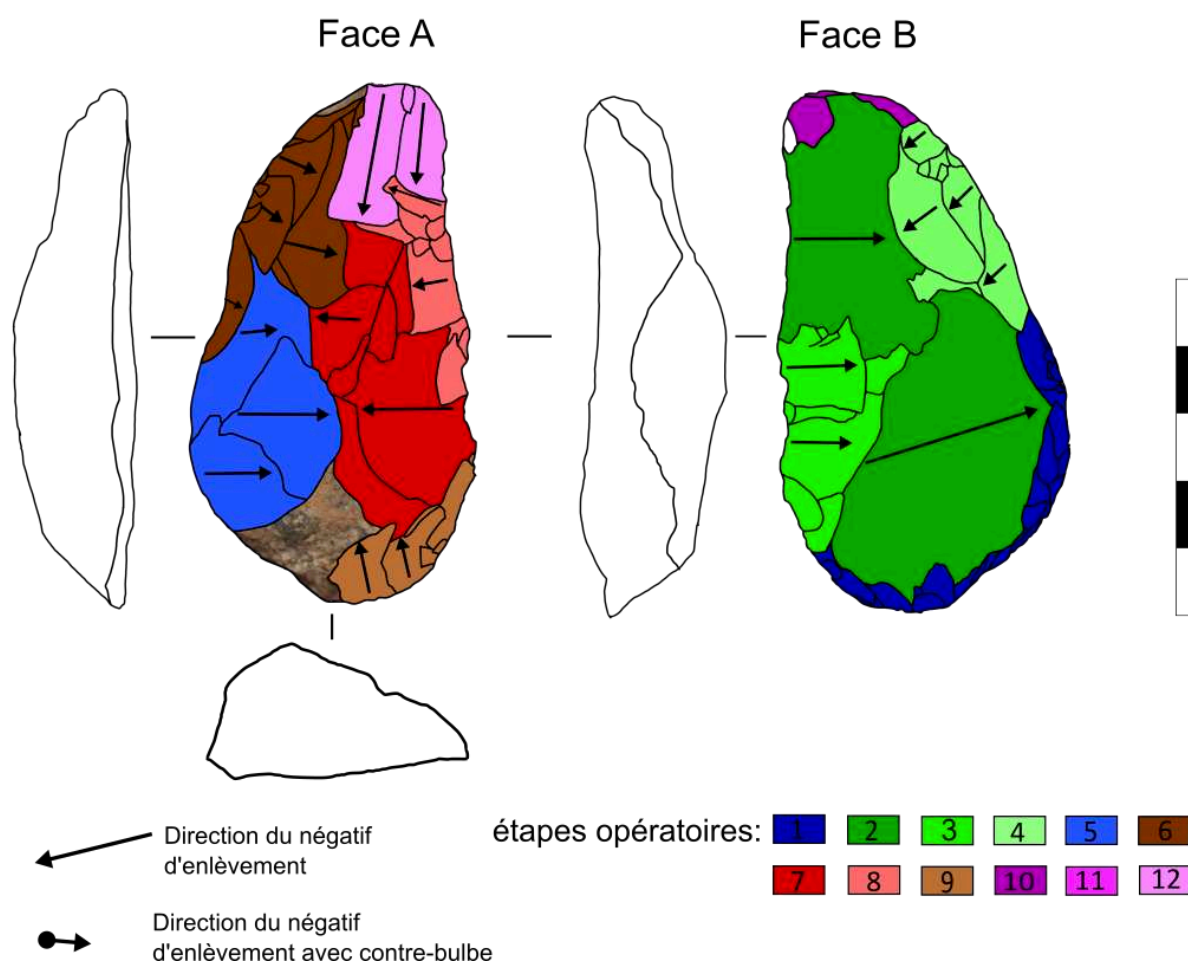 Face A
Face B
Direction du négatif
d'enlèvement
Direction du négatif
d'enlèvement avec contre-bulbe
étapes opératoires: 1 2 3 4 5 6
7 8 9 10 11 12